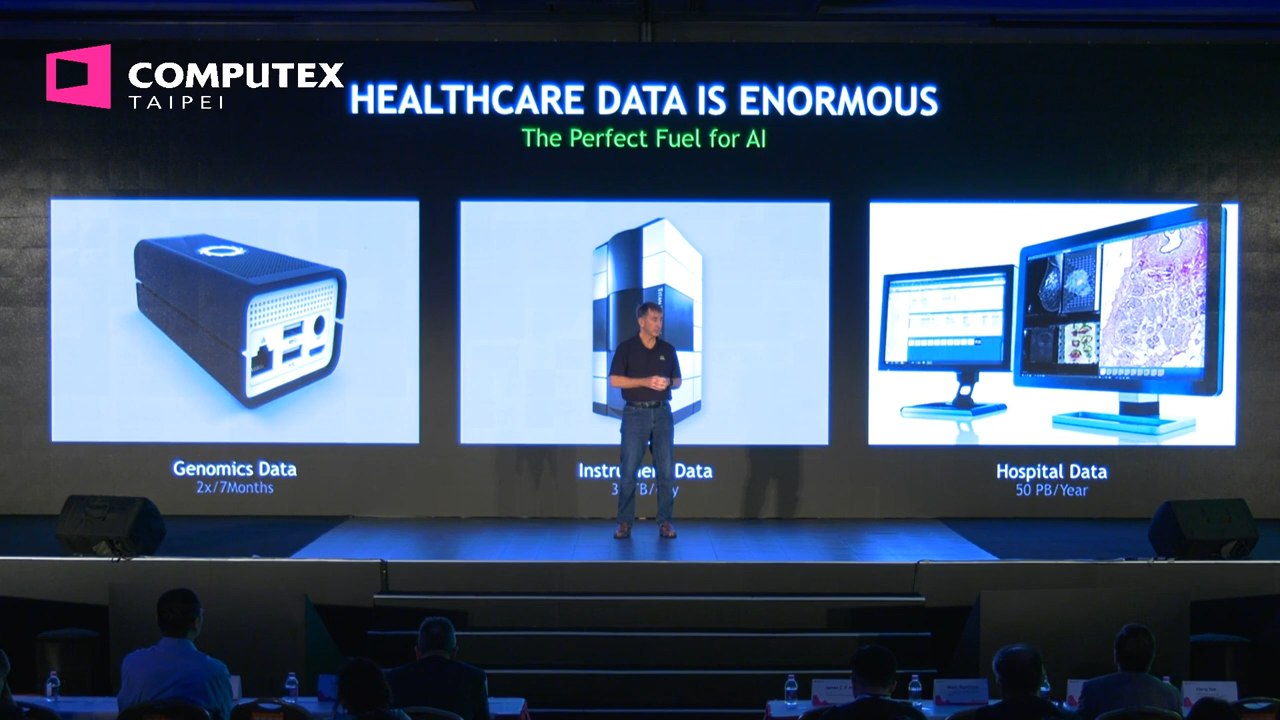 COMPUTEX
TAIPEI
HEALTHCARE DATA IS ENORMOUS
The Perfect Fuel for AI
Genomics Data
2x/7Months
Data
Hospital Data
50 PB/Year